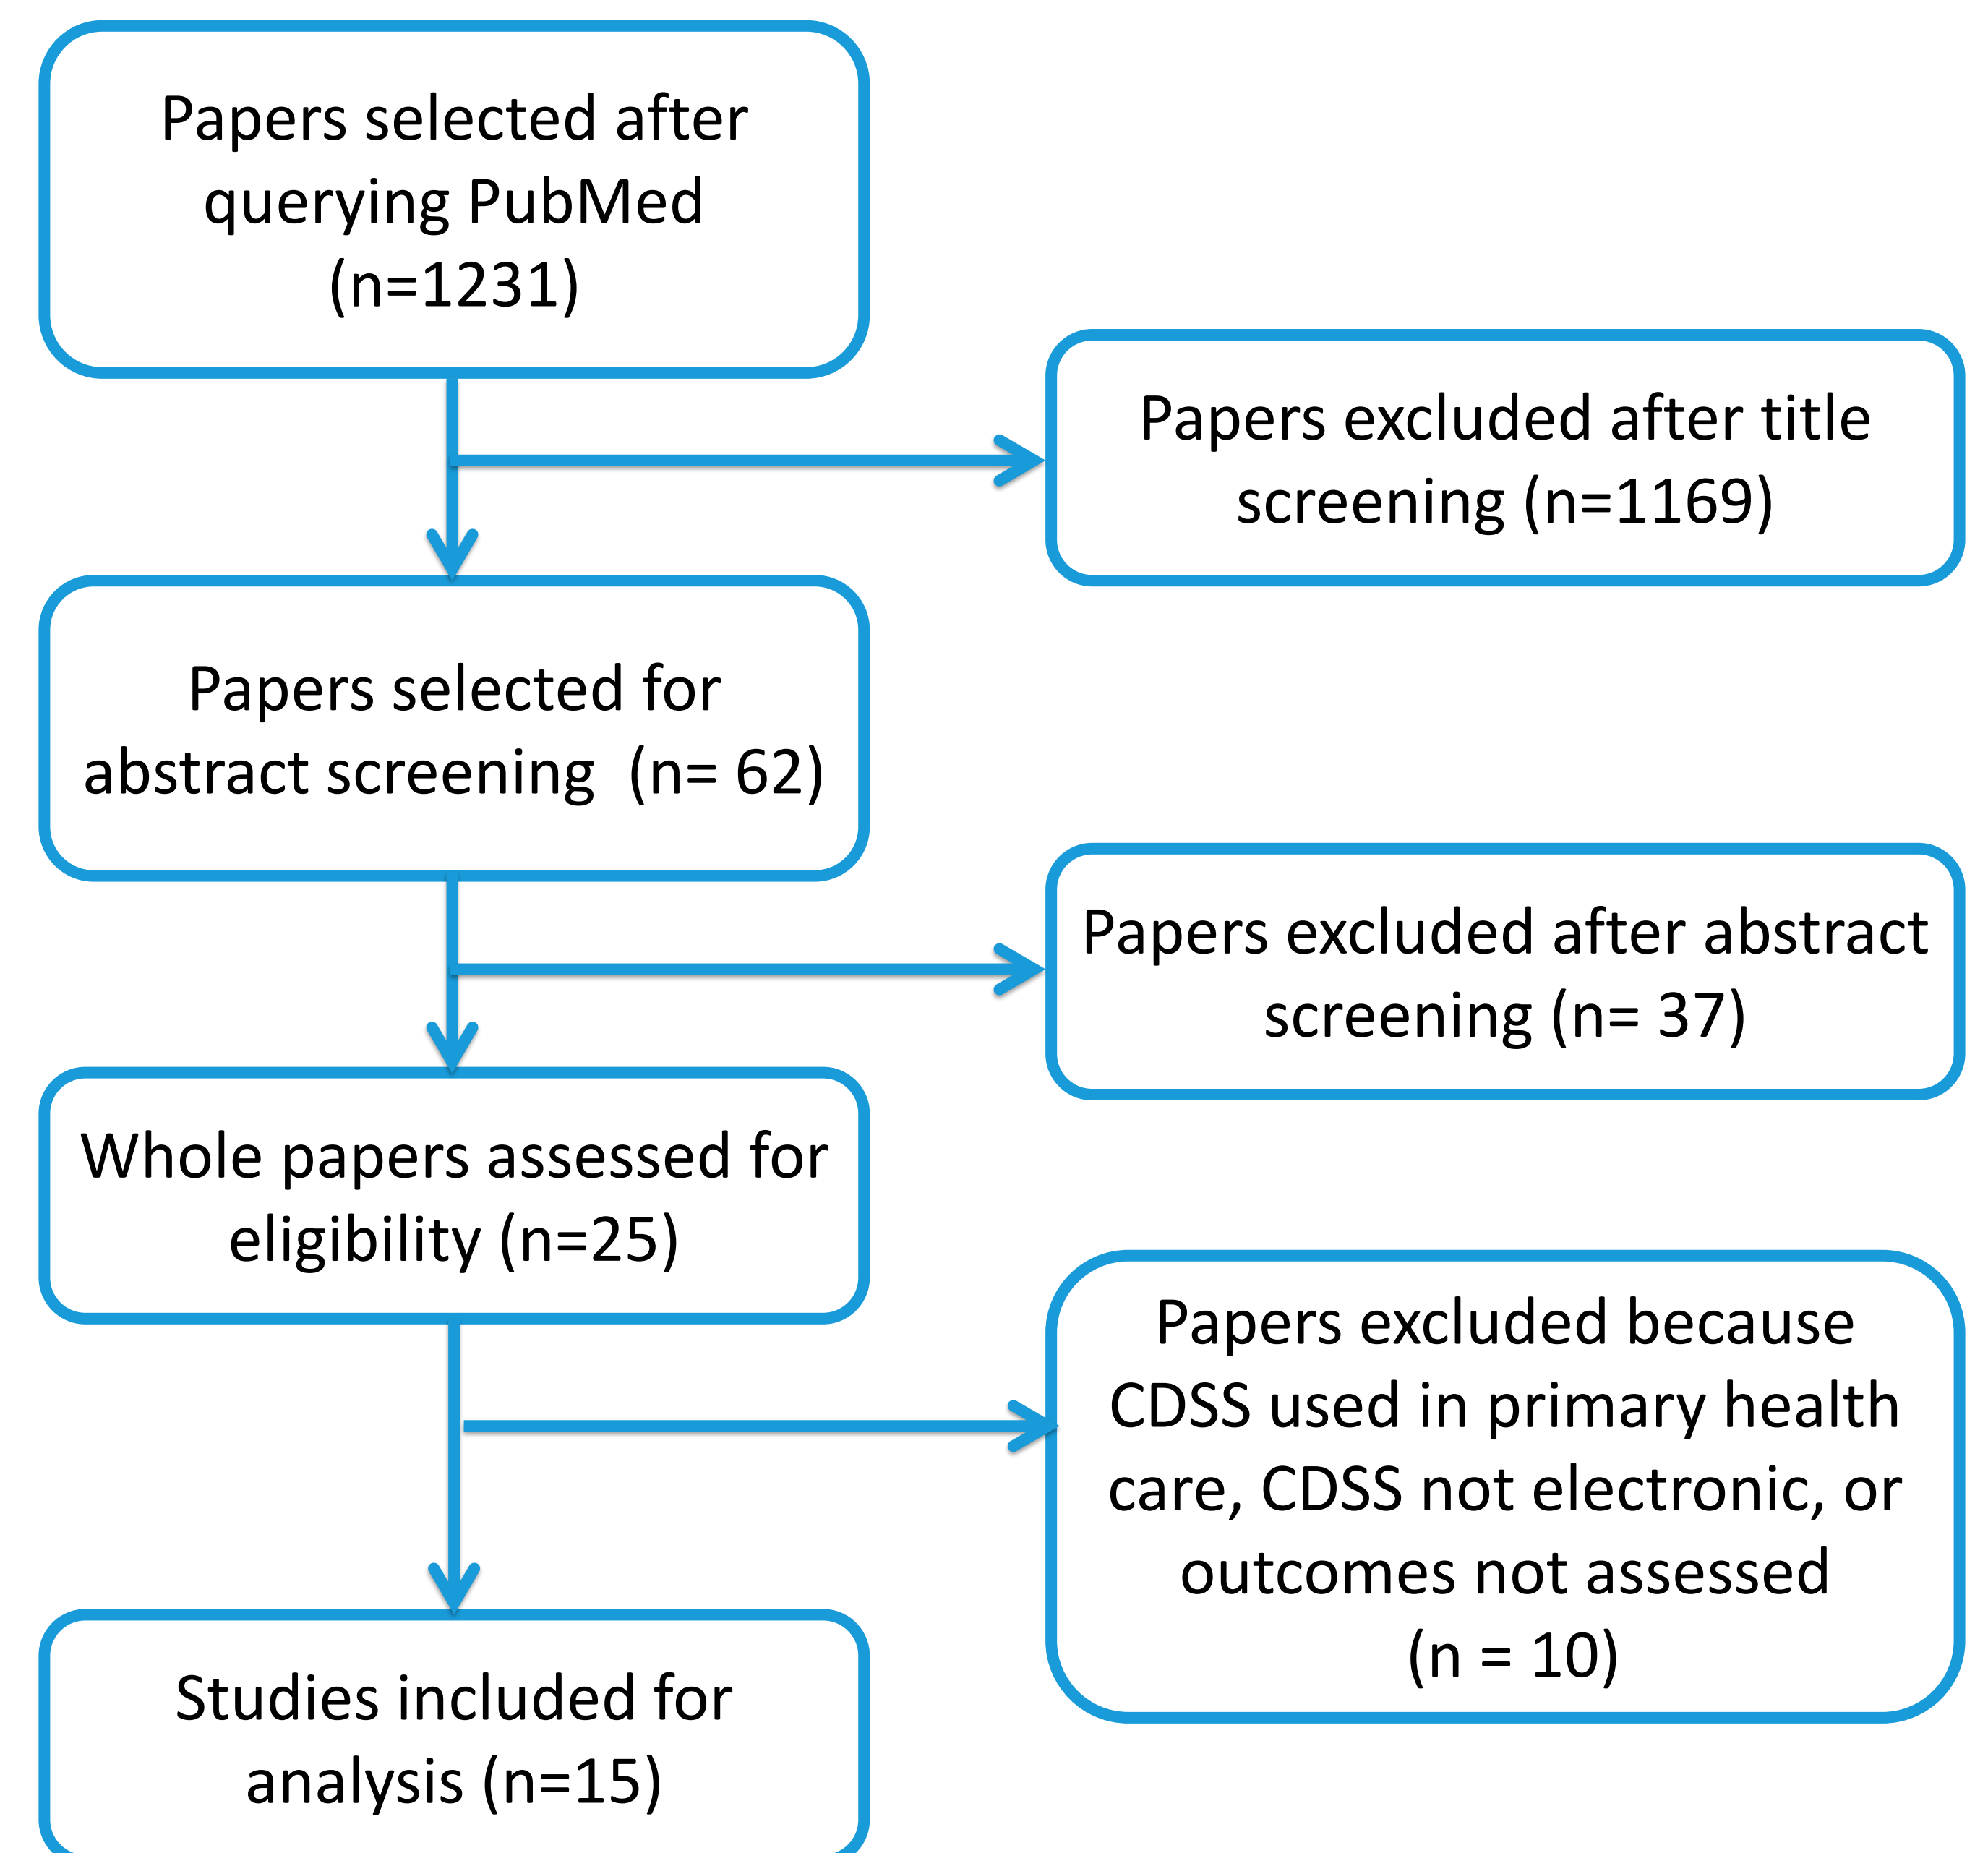 Papers selected after
querying PubMed
(n=1231)
Papers excluded after title
screening (n=1169)
Papers selected for
abstract screening  (n= 62)
Papers excluded after abstract
screening (n= 37)
Whole papers assessed for
eligibility (n=25)
Papers excluded because
CDSS used in primary health
care, CDSS not electronic, or
outcomes not assessed
(n = 10)
Studies included for
analysis (n=15)